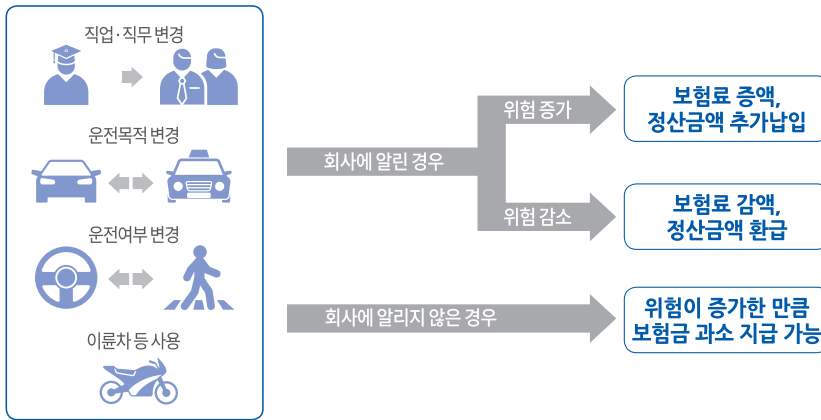 직업·직무 변경
운전목적 변경
운전여부 변경
이륜차 등 사용
회사에 알린 경우
위험 증가
보험료 증액,
정산금액 추가납입
위험 감소
보험료 감액,
정산금액 환급
회사에 알리지 않은 경우
위험이 증가한 만큼
보험금 과소 지급 가능